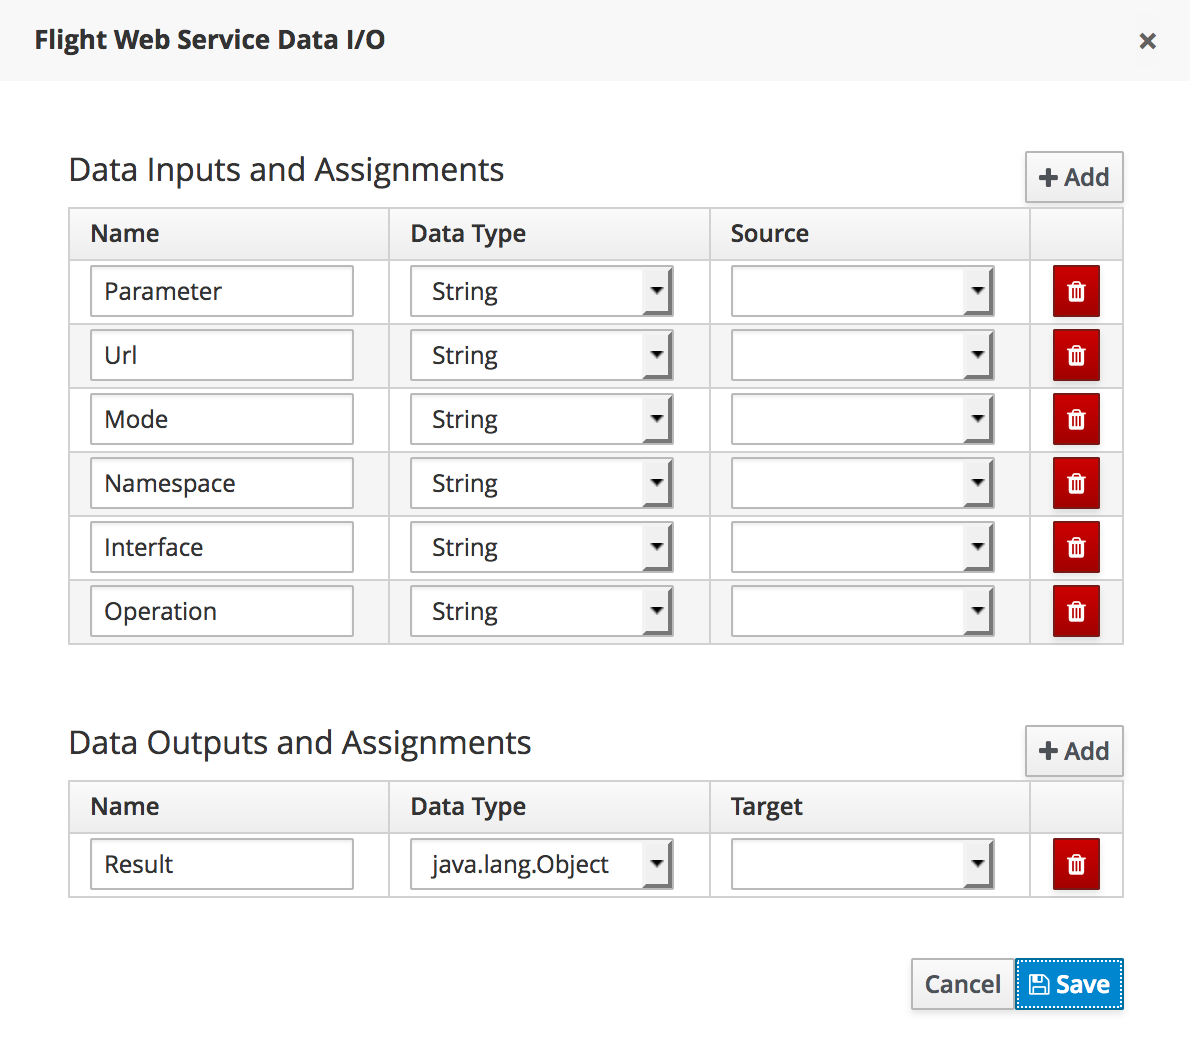 Flight Web Service Data I/O
Data Inputs and Assignments
Add
Name Data Type Source
Parameter String
Url String
Mode String
Namespace String
Interface String
Operation String
Data Outputs and Assignments
Add
Name Data Type Target
Result java.lang.Object
Cancel Save